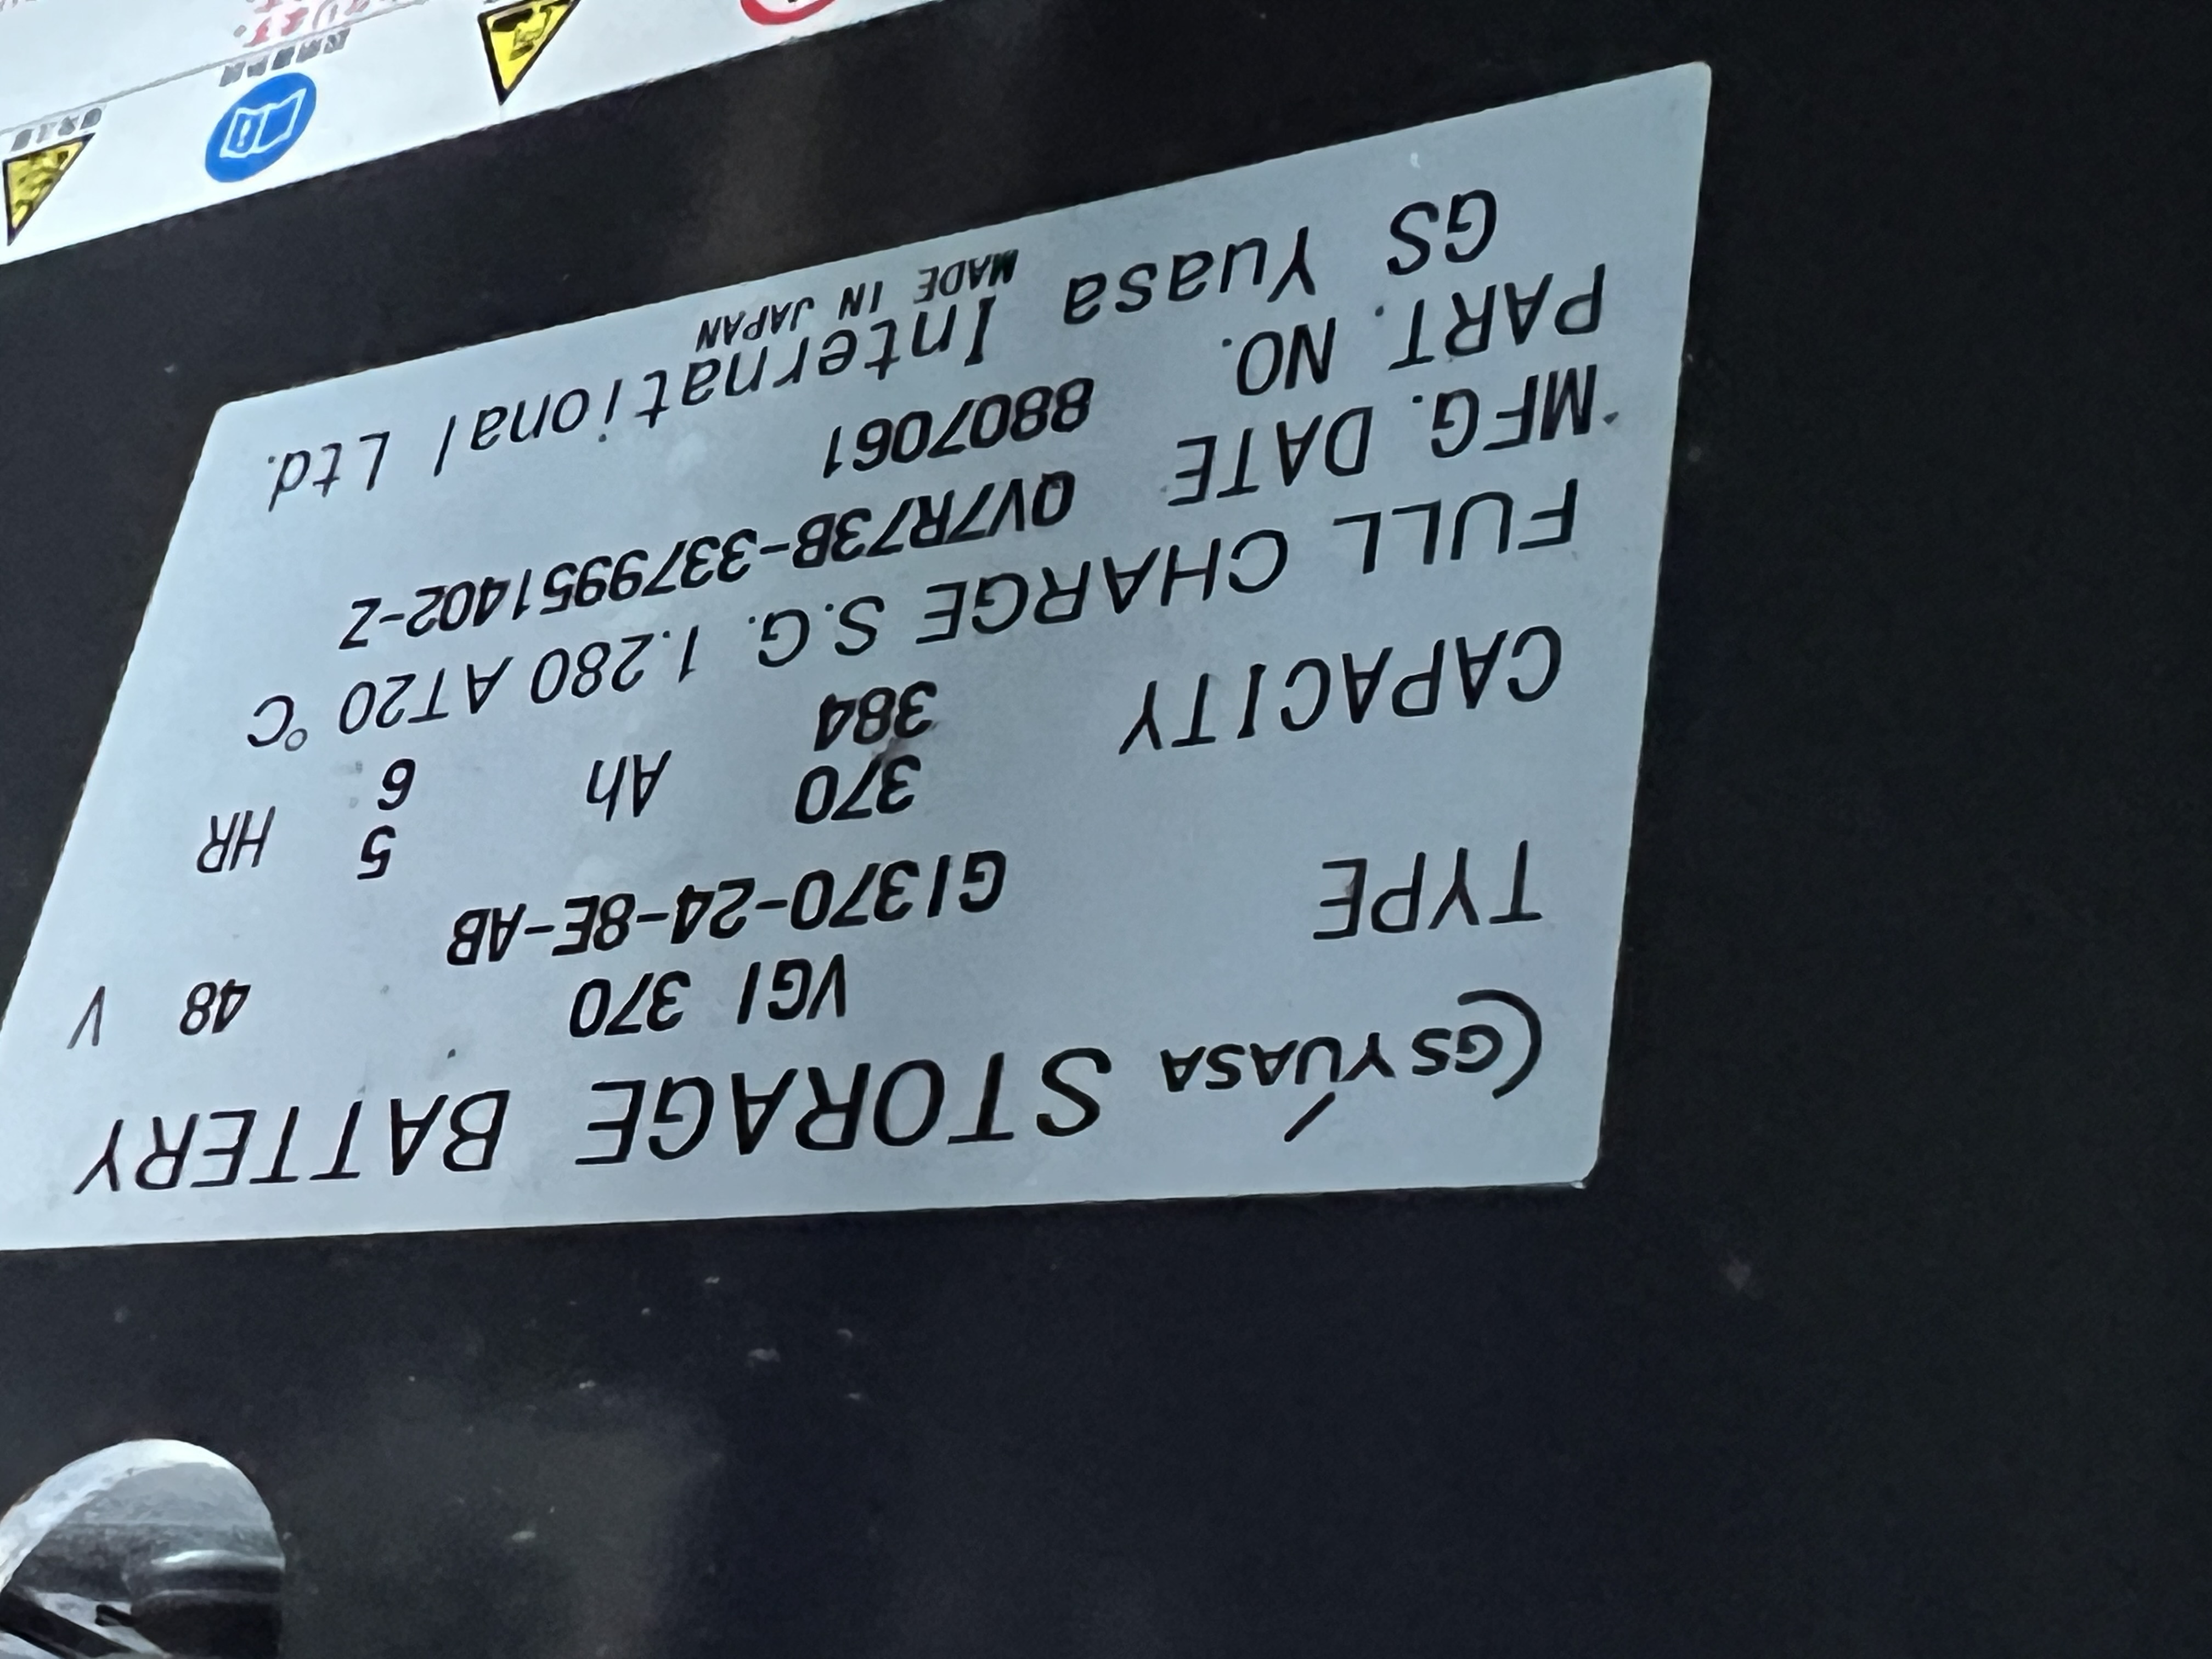 GS YUASA STORAGE BATTERY
VGI 370
TYPE GI370-24-8E-AB 48 V
370 5
CAPACITY Ah HR
384 6
FULL CHARGE S.G. 1.280 AT20 °C
MFG. DATE QV7R73B-3379951402-Z
PART. NO. 8807061
GS Yuasa International Ltd.
MADE IN JAPAN